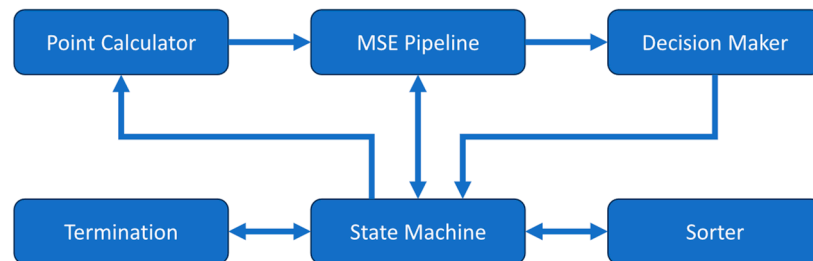 Point Calculator
MSE Pipeline
Decision Maker
Termination
State Machine
Sorter